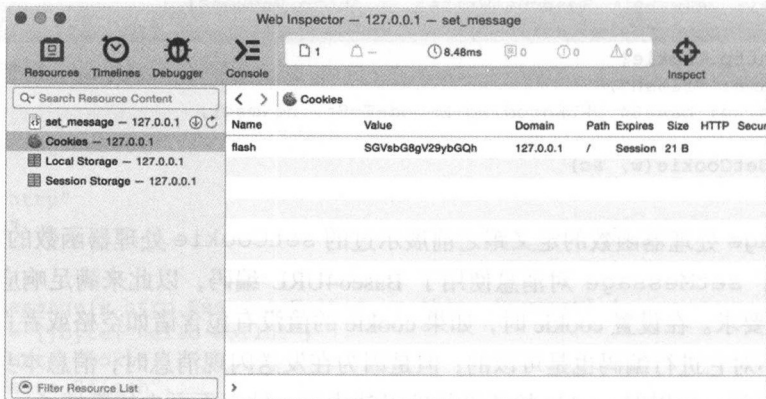 Web Inspector — 127.0.0.1 — set_message
Resources Timelines Debugger Console 1 — 8.48ms 0 0 0 Inspect
Search Resource Content
Cookies
set_message — 127.0.0.1
Cookies — 127.0.0.1
Local Storage — 127.0.0.1
Session Storage — 127.0.0.1
Name Value Domain Path Expires Size HTTP Secur
flash SGVsbG8gV29ybGQh 127.0.0.1 / Session 21 B
Filter Resource List
>